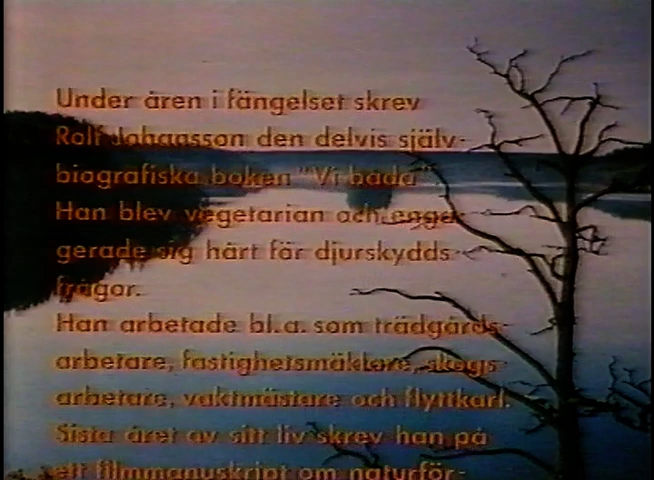 Under åren i fängelset skrev
Rolf Johansson den delvis själv-
biografiska boken "Vi båda".
Han blev vegetarian och enga-
gerade sig hårt för djurskydds-
frågor.
Han arbetade bl.a. som trädgårds-
arbetare, fastighetsmäklare, skogs-
arbetare, vaktmästare och flyttkarl.
Sista året av sitt liv skrev han på
ett filmmanuskript om naturför-